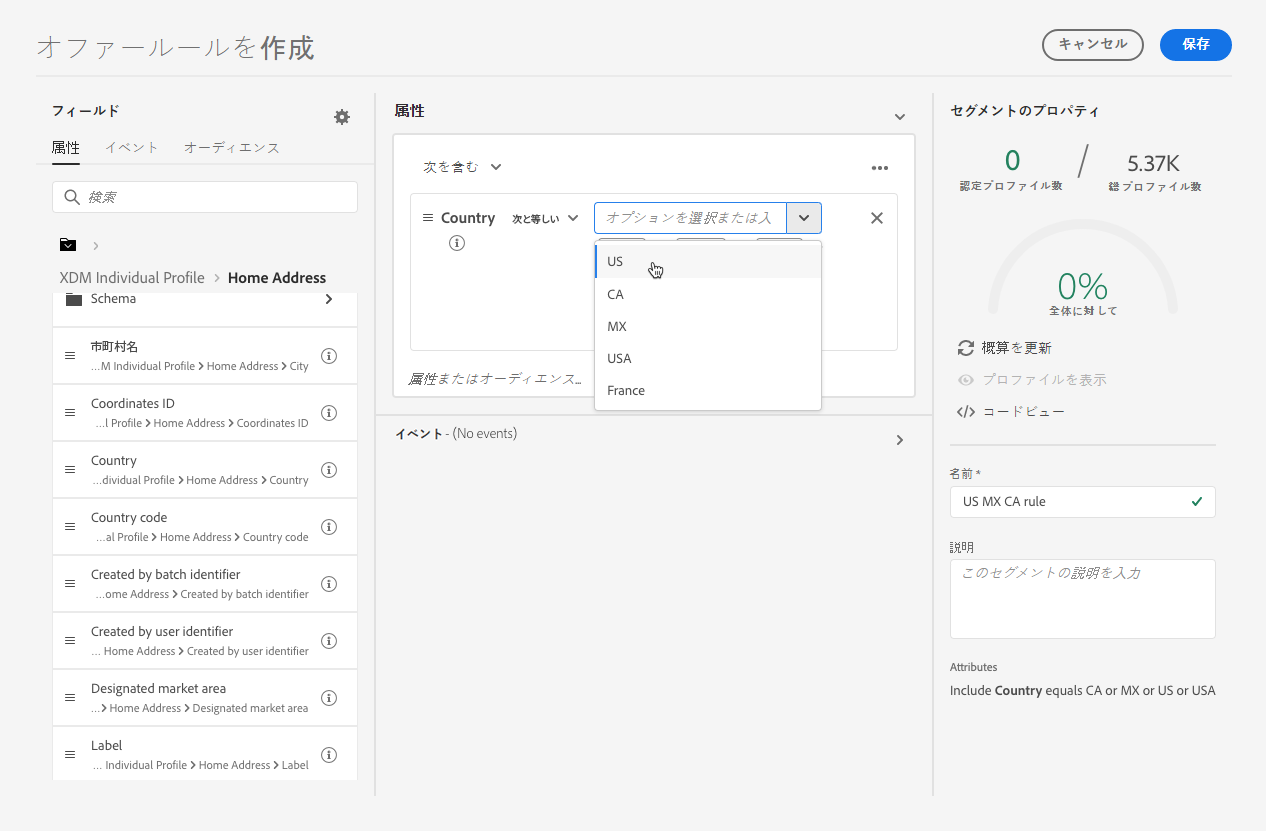 オファールールを作成
キャンセル
保存
フィールド
属性
イベント
オーディエンス
検索
XDM Individual Profile > Home Address
Schema
市町村名
...M Individual Profile > Home Address > City
Coordinates ID
...l Profile > Home Address > Coordinates ID
Country
...dividual Profile > Home Address > Country
Country code
...al Profile > Home Address > Country code
Created by batch identifier
...ome Address > Created by batch identifier
Created by user identifier
... Home Address > Created by user identifier
Designated market area
...> Home Address > Designated market area
Label
... Individual Profile > Home Address > Label
属性
次を含む
Country
次と等しい
オプションを選択または入
US
CA
MX
USA
France
属性またはオーディエンス...
イベント - (No events)
セグメントのプロパティ
0
認定プロファイル数
/
5.37K
プロファイル数
0%
全体に対して
概算を更新
プロファイルを表示
</> コードビュー
名前 *
US MX CA rule
説明
このセグメントの説明を入力
Attributes
Include Country equals CA or MX or US or USA